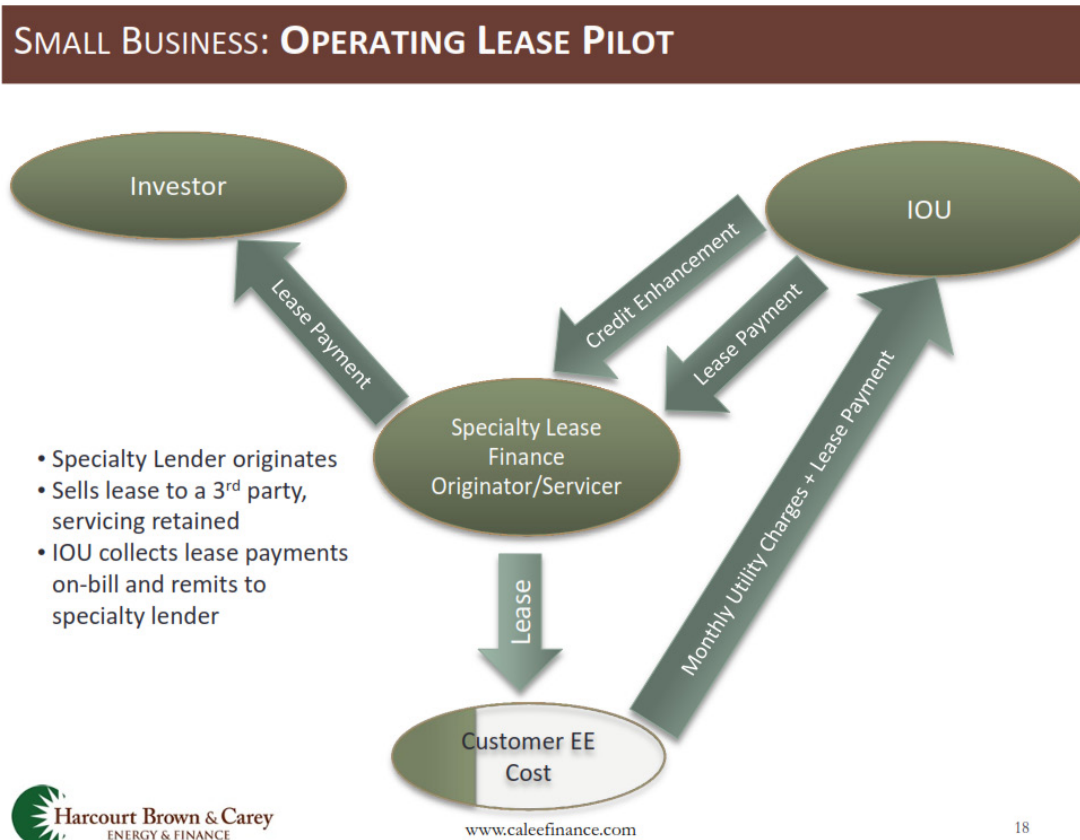 SMALL BUSINESS: OPERATING LEASE PILOT
Investor
IOU
Credit Enhancement
Lease Payment
Lease Payment
Specialty Lease
Finance
Originator/Servicer
• Specialty Lender originates
• Sells lease to a 3rd party,
servicing retained
• IOU collects lease payments
on-bill and remits to
specialty lender
Monthly Utility Charges + Lease Payment
Lease
Customer EE
Cost
Harcourt Brown & Carey
ENERGY & FINANCE
www.caleefinance.com
18